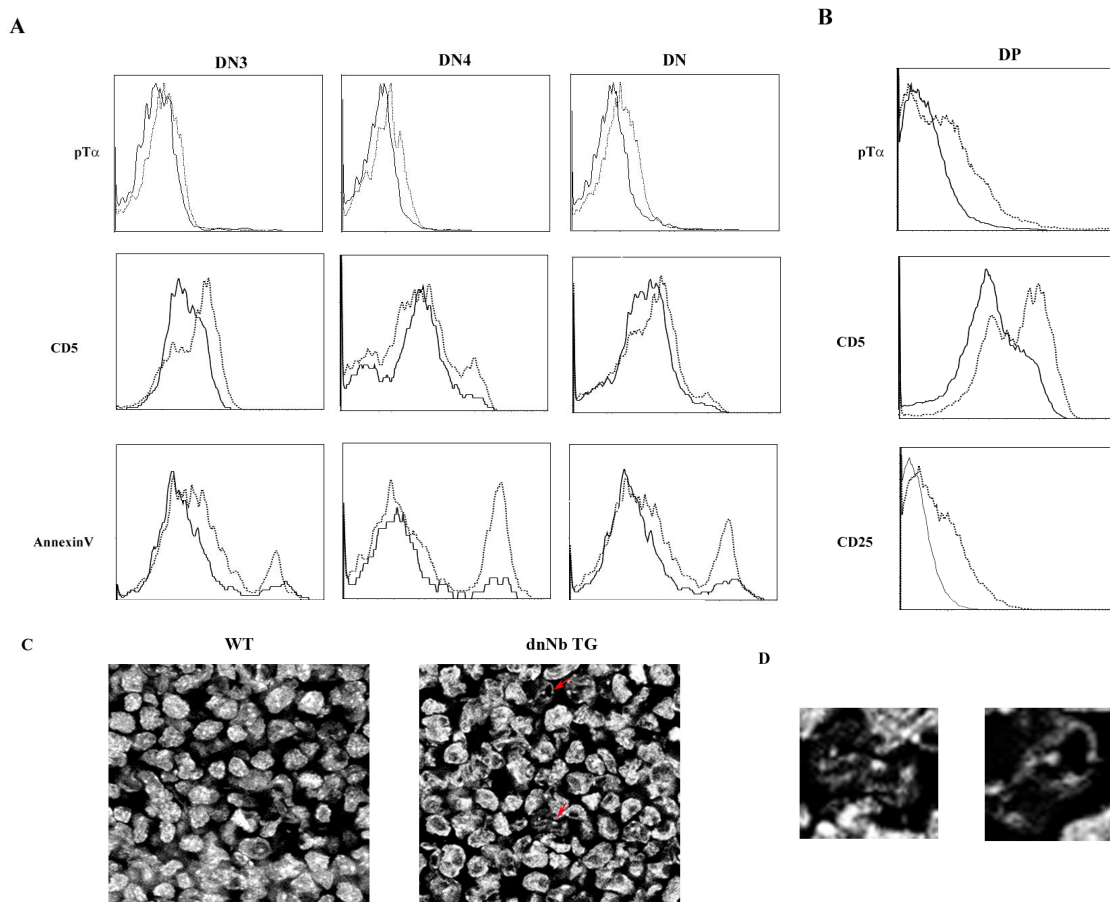 A
B
DN3
DN4
DN
DP
pTα
pTα
CD5
CD5
AnnexinV
CD25
C
WT
dnNb TG
D